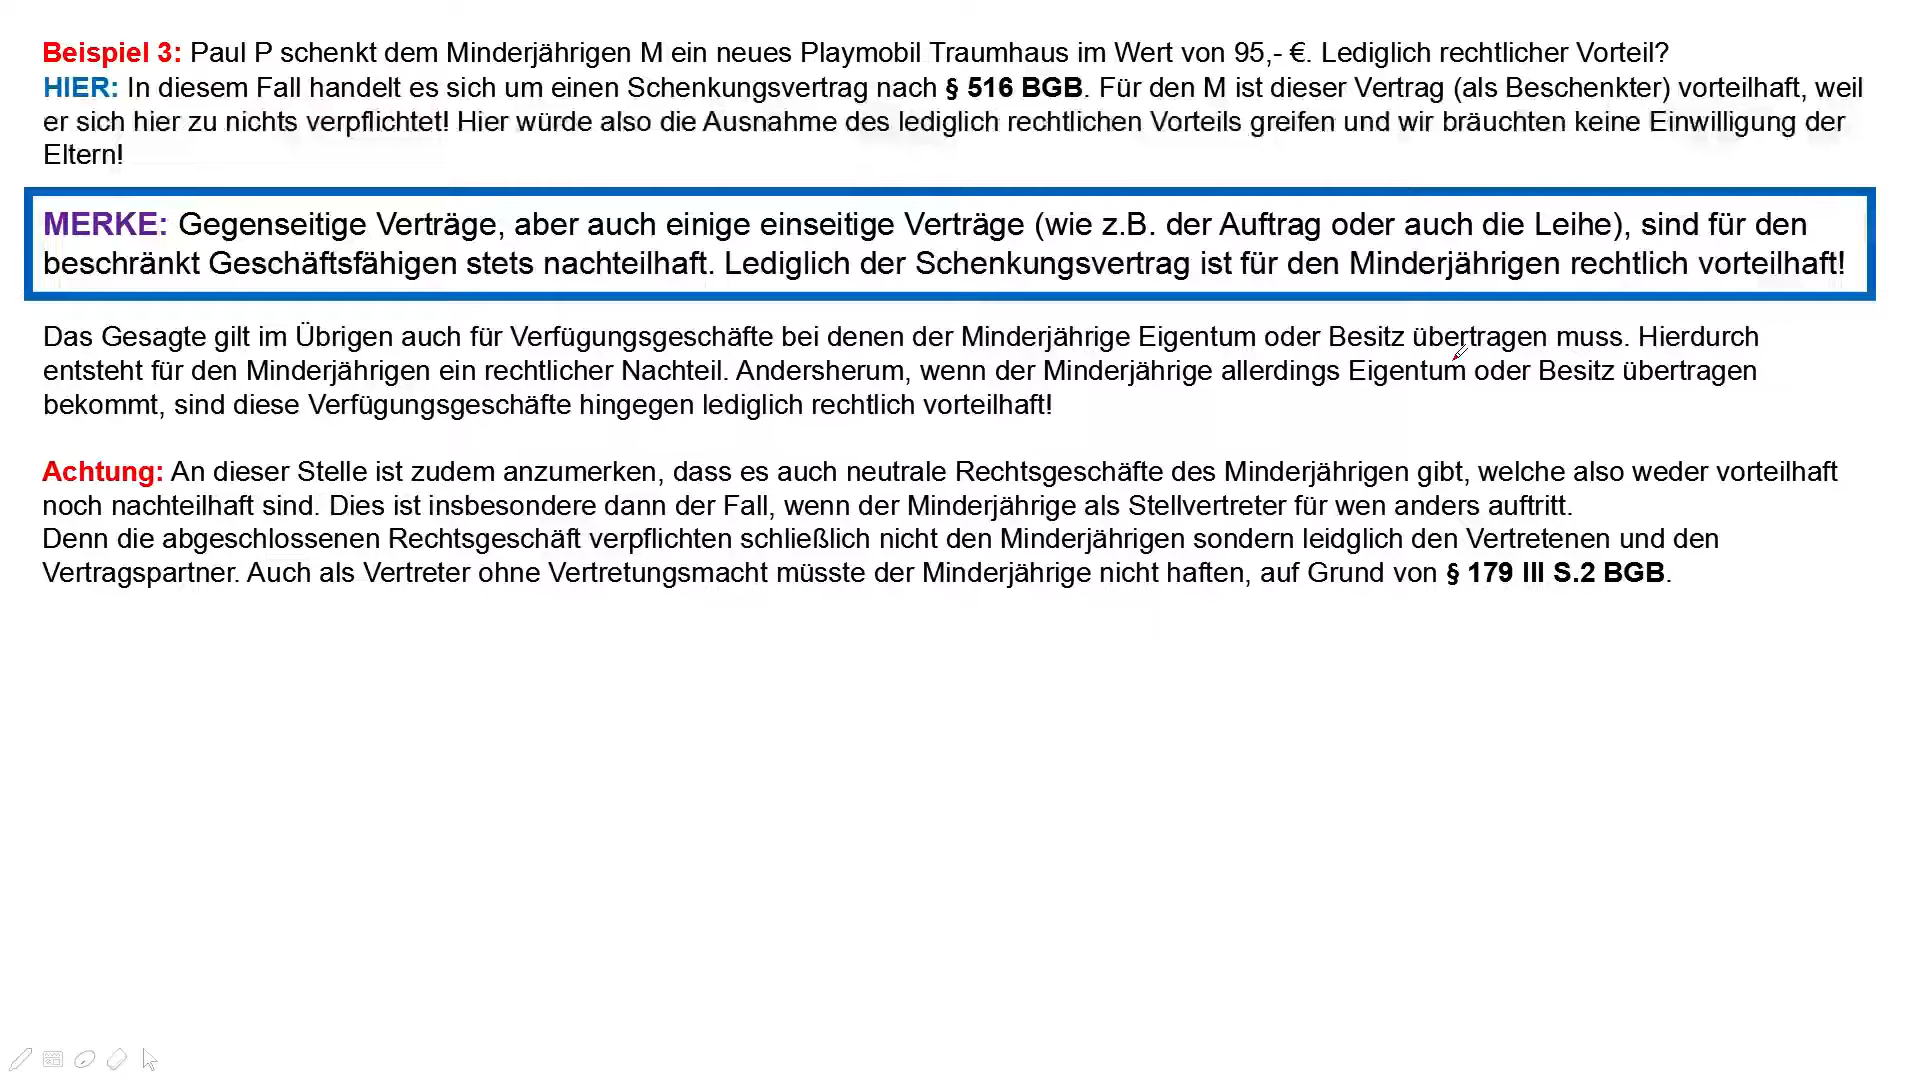 Beispiel 3: Paul P schenkt dem Minderjährigen M ein neues Playmobil Traumhaus im Wert von 95,- €. Lediglich rechtlicher Vorteil?
HIER: In diesem Fall handelt es sich um einen Schenkungsvertrag nach § 516 BGB. Für den M ist dieser Vertrag (als Beschenkter) vorteilhaft, weil
er sich hier zu nichts verpflichtet! Hier würde also die Ausnahme des lediglich rechtlichen Vorteils greifen und wir bräuchten keine Einwilligung der
Eltern!
MERKE: Gegenseitige Verträge, aber auch einige einseitige Verträge (wie z.B. der Auftrag oder auch die Leihe), sind für den
beschränkt Geschäftsfähigen stets nachteilhaft. Lediglich der Schenkungsvertrag ist für den Minderjährigen rechtlich vorteilhaft!
Das Gesagte gilt im Übrigen auch für Verfügungsgeschäfte bei denen der Minderjährige Eigentum oder Besitz übertragen muss. Hierdurch
entsteht für den Minderjährigen ein rechtlicher Nachteil. Andersherum, wenn der Minderjährige allerdings Eigentum oder Besitz übertragen
bekommt, sind diese Verfügungsgeschäfte hingegen lediglich rechtlich vorteilhaft!
Achtung: An dieser Stelle ist zudem anzumerken, dass es auch neutrale Rechtsgeschäfte des Minderjährigen gibt, welche also weder vorteilhaft
noch nachteilhaft sind. Dies ist insbesondere dann der Fall, wenn der Minderjährige als Stellvertreter für wen anders auftritt.
Denn die abgeschlossenen Rechtsgeschäft verpflichten schließlich nicht den Minderjährigen sondern leidglich den Vertretenen und den
Vertragspartner. Auch als Vertreter ohne Vertretungsmacht müsste der Minderjährige nicht haften, auf Grund von § 179 III S.2 BGB.